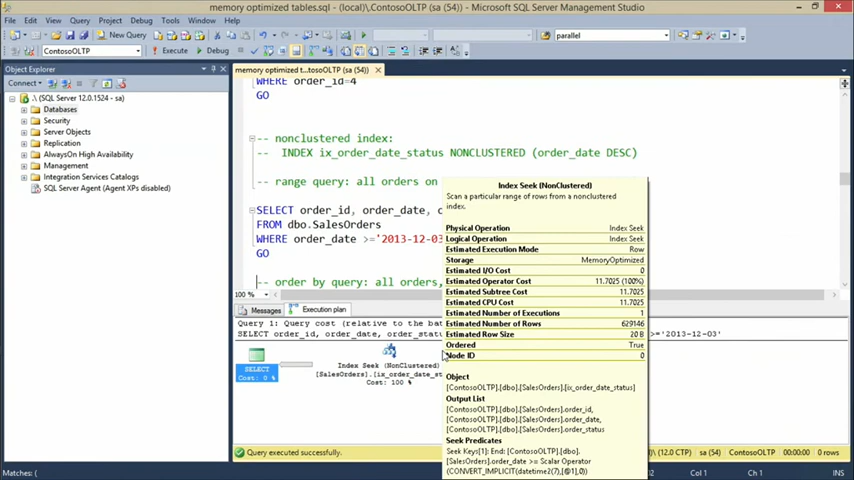 memory optimized tables.sql - (local)\.ContosoOLTP (sa (54)) - Microsoft SQL Server Management Studio
File Edit View Query Project Debug Tools Window Help
New Query
parallel
ContosoOLTP
Execute
Debug
Object Explorer
Connect
.\ (SQL Server 12.0.1524 - sa)
Databases
Security
Server Objects
Replication
AlwaysOn High Availability
Management
Integration Services Catalogs
SQL Server Agent (Agent XPs disabled)
memory optimized t...tosoOLTP (sa (54))
WHERE order_id=4
GO
-- nonclustered index:
-- INDEX ix_order_date_status NONCLUSTERED (order_date DESC)
-- range query: all orders on
SELECT order_id, order_date, o
FROM dbo.SalesOrders
WHERE order_date >='2013-12-03
GO
-- order by query: all orders,
100 %
Messages
Execution plan
Query 1: Query cost (relative to the bat
SELECT order_id, order_date, order_status
>='2013-12-03'
SELECT
Cost: 0 %
Index Seek (NonClustered)
[SalesOrders].[ix_order_date_st
Cost: 100 %
Index Seek (NonClustered)
Scan a particular range of rows from a nonclustered
index.
Physical Operation Index Seek
Logical Operation Index Seek
Estimated Execution Mode Row
Storage MemoryOptimized
Estimated I/O Cost 0
Estimated Operator Cost 11.7025 (100%)
Estimated Subtree Cost 11.7025
Estimated CPU Cost 11.7025
Estimated Number of Executions 1
Estimated Number of Rows 629146
Estimated Row Size 20 B
Ordered True
Node ID 0
Object
[ContosoOLTP].[dbo].[SalesOrders].[ix_order_date_status]
Output List
[ContosoOLTP].[dbo].[SalesOrders].order_id,
[ContosoOLTP].[dbo].[SalesOrders].order_date,
[ContosoOLTP].[dbo].[SalesOrders].order_status
Seek Predicates
Seek Keys[1]: End: [ContosoOLTP].[dbo].
[SalesOrders].order_date >= Scalar Operator
(CONVERT_IMPLICIT(datetime2(7),[@1],0))
Query executed successfully.
(12.0 CTP)
sa (54)
ContosoOLTP
00:00:00
0 rows
Matches: (
Col 1
Ch 1
INS